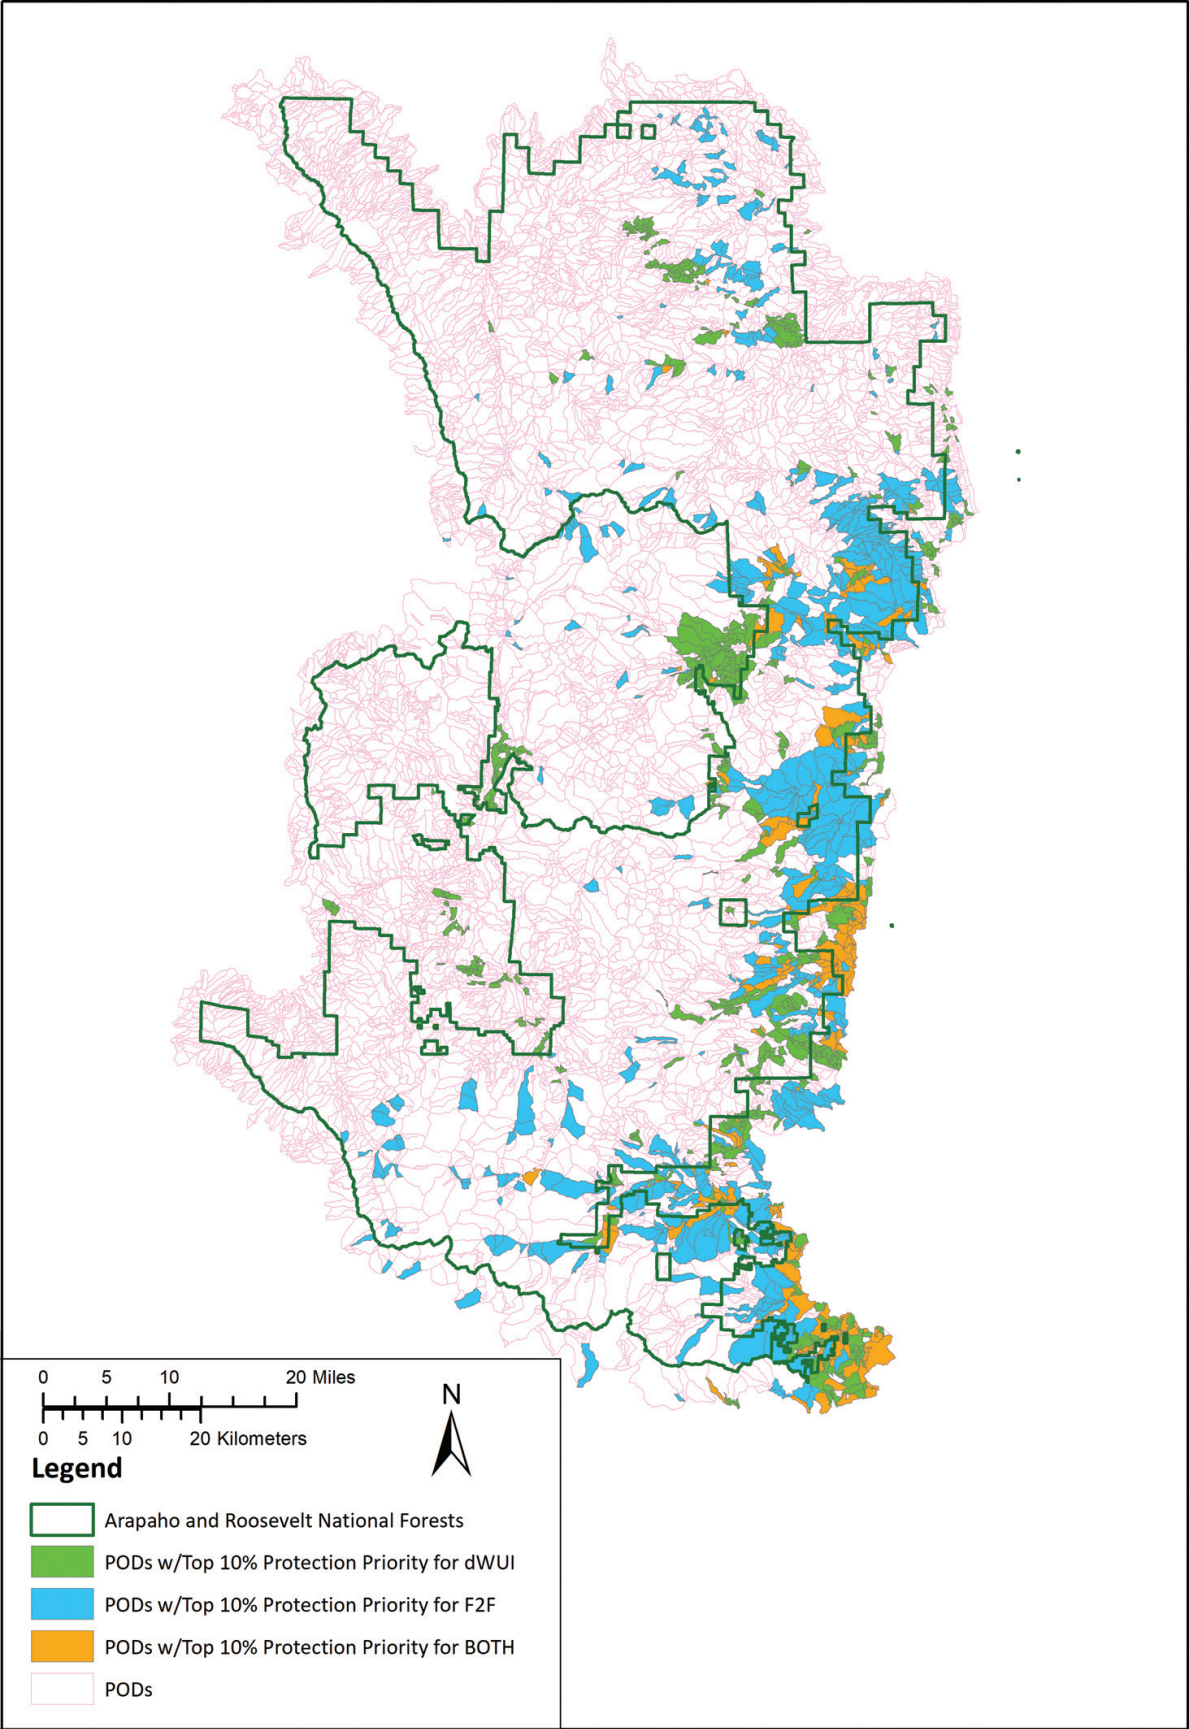 0 5 10 20 Miles
0 5 10 20 Kilometers
N
Legend
Arapaho and Roosevelt National Forests
PODs w/Top 10% Protection Priority for dWUI
PODs w/Top 10% Protection Priority for F2F
PODs w/Top 10% Protection Priority for BOTH
PODs